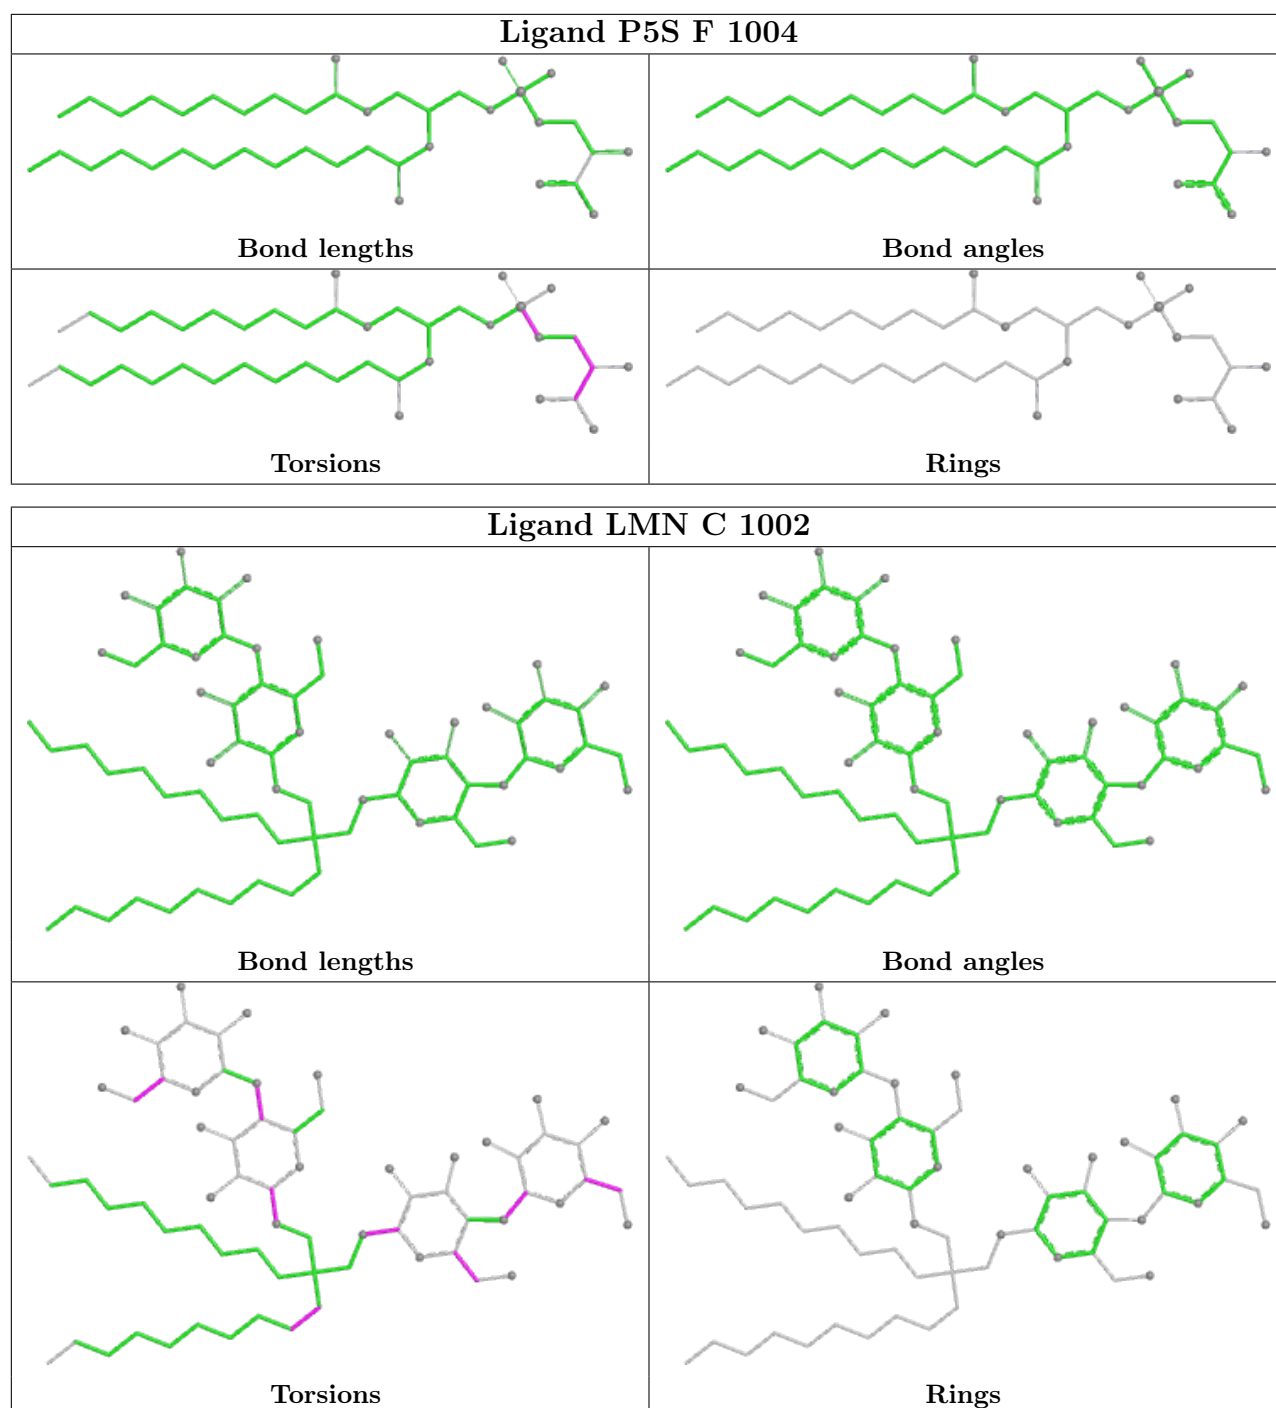 Ligand P5S F 1004
Bond lengths
Bond angles
Torsions
Rings
Ligand LMN C 1002
Bond lengths
Bond angles
Torsions
Rings